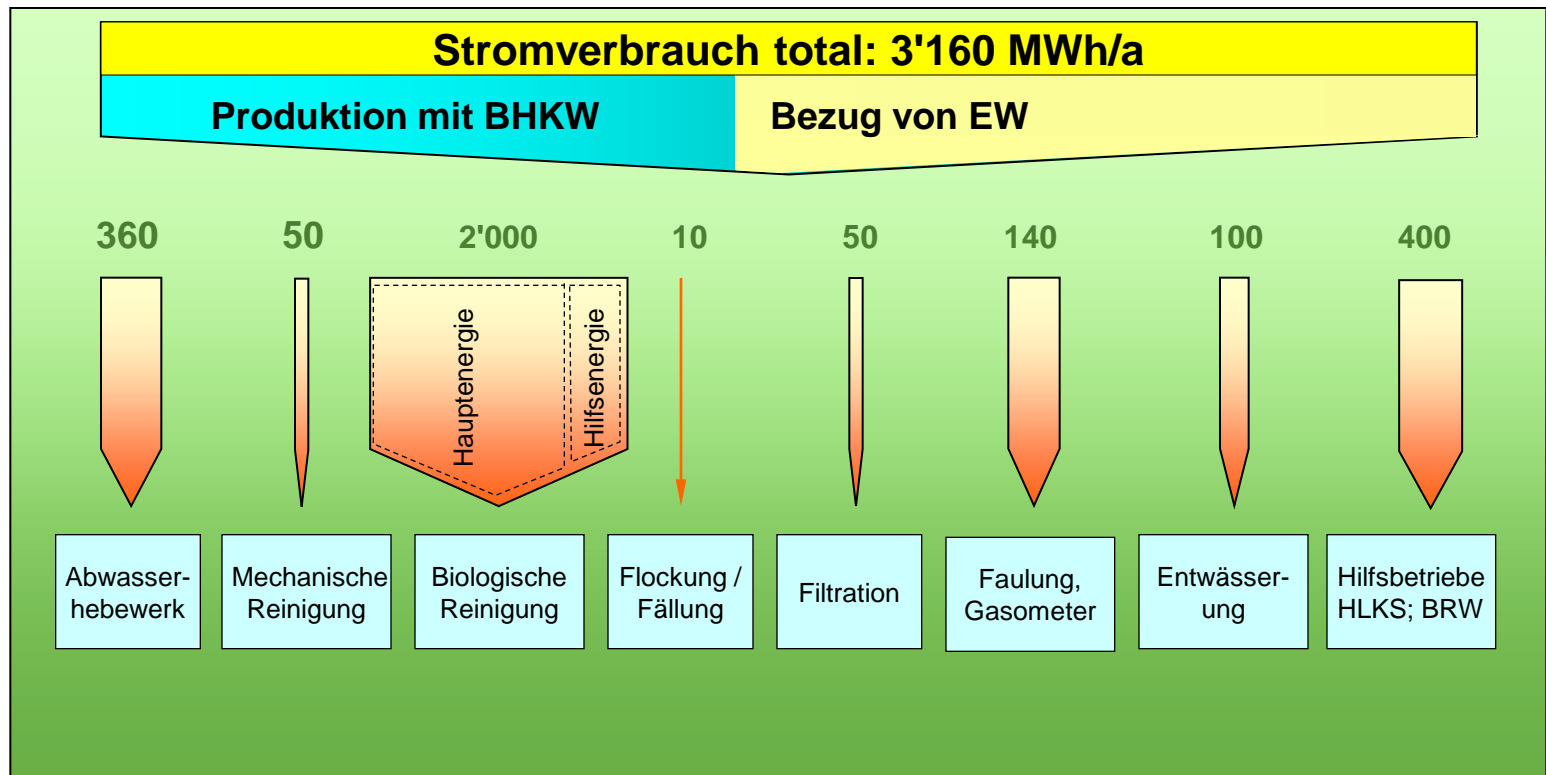 Stromverbrauch total: 3'160 MWh/a
Produktion mit BHKW
Bezug von EW
360
50
2'000
10
50
140
100
400
Hauptenergie
Hilfsenergie
Abwasser-
hebewerk
Mechanische
Reinigung
Biologische
Reinigung
Flockung /
Fällung
Filtration
Faulung,
Gasometer
Entwässer-
ung
Hilfsbetriebe
HLKS; BRW